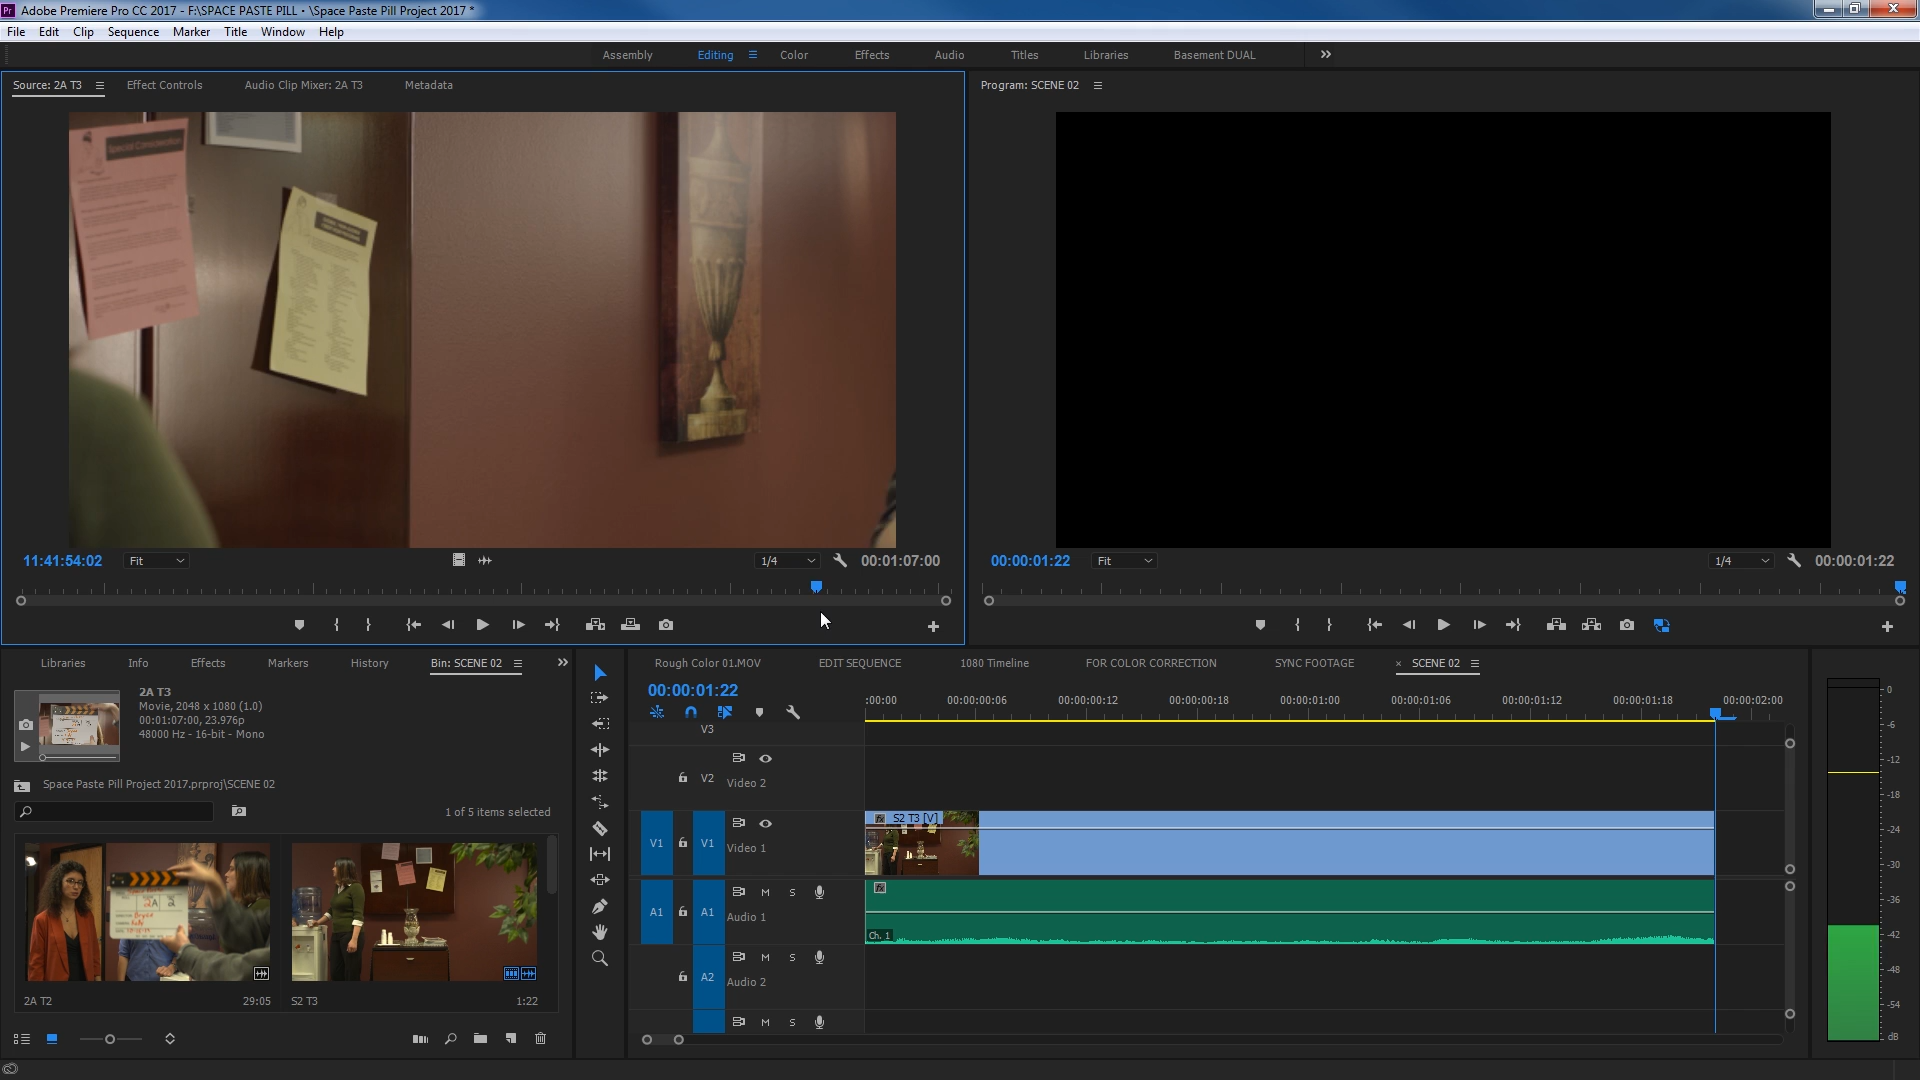 Adobe Premiere Pro CC 2017 - F:\SPACE PASTE PILL - \Space Paste Pill Project 2017 *
File Edit Clip Sequence Marker Title Window Help
Assembly Editing Color Effects Audio Titles Libraries Basement DUAL
Source: 2A T3 Effect Controls Audio Clip Mixer: 2A T3 Metadata
Program: SCENE 02
Special Consideration
11:41:54:02 Fit 1/4 00:01:07:00
00:00:01:22 Fit 1/4 00:00:01:22
Libraries Info Effects Markers History Bin: SCENE 02
2A T3
Movie, 2048 x 1080 (1.0)
00:01:07:00, 23.976p
48000 Hz - 16-bit - Mono
Space Paste Pill Project 2017.prproj\SCENE 02
1 of 5 items selected
2A 2
2A T2 29:05
S2 T3 1:22
Rough Color 01.MOV EDIT SEQUENCE 1080 Timeline FOR COLOR CORRECTION SYNC FOOTAGE × SCENE 02
00:00:01:22
:00:00 00:00:00:06 00:00:00:12 00:00:00:18 00:00:01:00 00:00:01:06 00:00:01:12 00:00:01:18 00:00:02:00
V3
V2 Video 2
V1 V1 Video 1
fx S2 T3 [V]
A1 A1 M S Audio 1
fx
Ch. 1
A2 M S Audio 2
M S
0
-6
-12
-18
-24
-30
-36
-42
-48
-54
dB